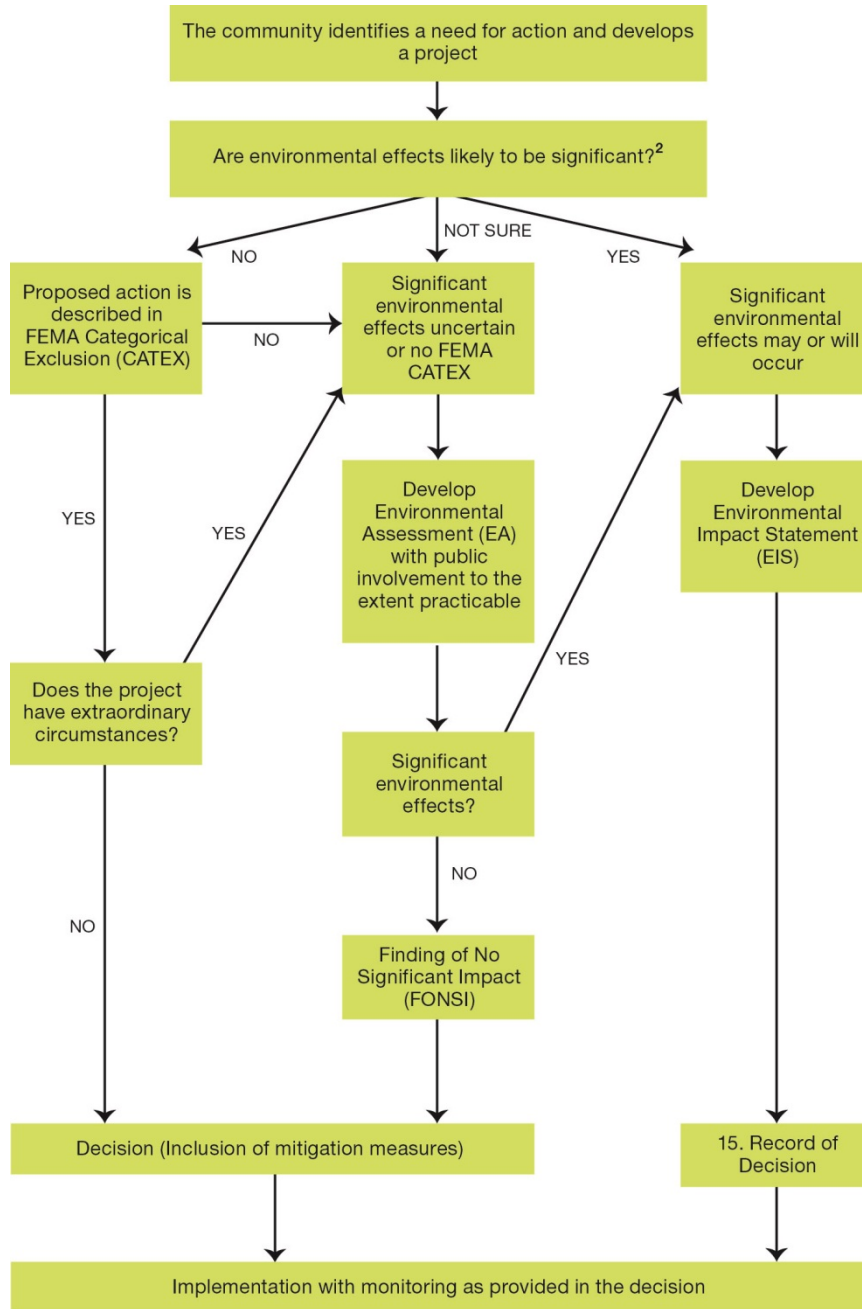 The community identifies a need for action and develops
a project
Are environmental effects likely to be significant?²
NO
NOT SURE
YES
Proposed action is
described in
FEMA Categorical
Exclusion (CATEX)
NO
Significant
environmental
effects uncertain
or no FEMA
CATEX
Significant
environmental
effects may or will
occur
YES
YES
Develop
Environmental
Assessment (EA)
with public
involvement to the
extent practicable
Develop
Environmental
Impact Statement
(EIS)
YES
Does the project
have extraordinary
circumstances?
Significant
environmental
effects?
NO
NO
Finding of No
Significant Impact
(FONSI)
Decision (Inclusion of mitigation measures)
15. Record of
Decision
Implementation with monitoring as provided in the decision